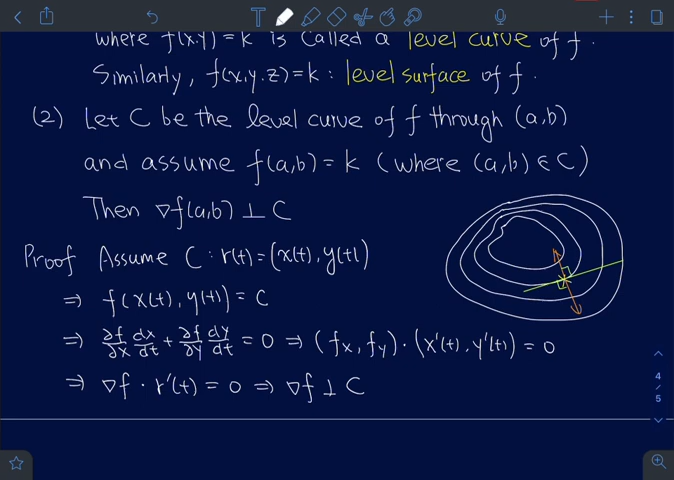 where f(x.y) = k is called a level curve of f.
Similarly, f(x,y.z) = k : level surface of f.
(2) Let C be the level curve of f through (a,b)
and assume f(a,b) = k (where (a,b) ∈ C)
Then ∇f(a,b) ⊥ C
Proof Assume C : r(t) = (x(t), y(t))
⇒ f(x(t), y(t)) = C
⇒ ∂f/∂x dx/dt + ∂f/∂y dy/dt = 0 ⇒ (fx, fy) · (x'(t), y'(t)) = 0
⇒ ∇f · r'(t) = 0 ⇒ ∇f ⊥ C
4
5